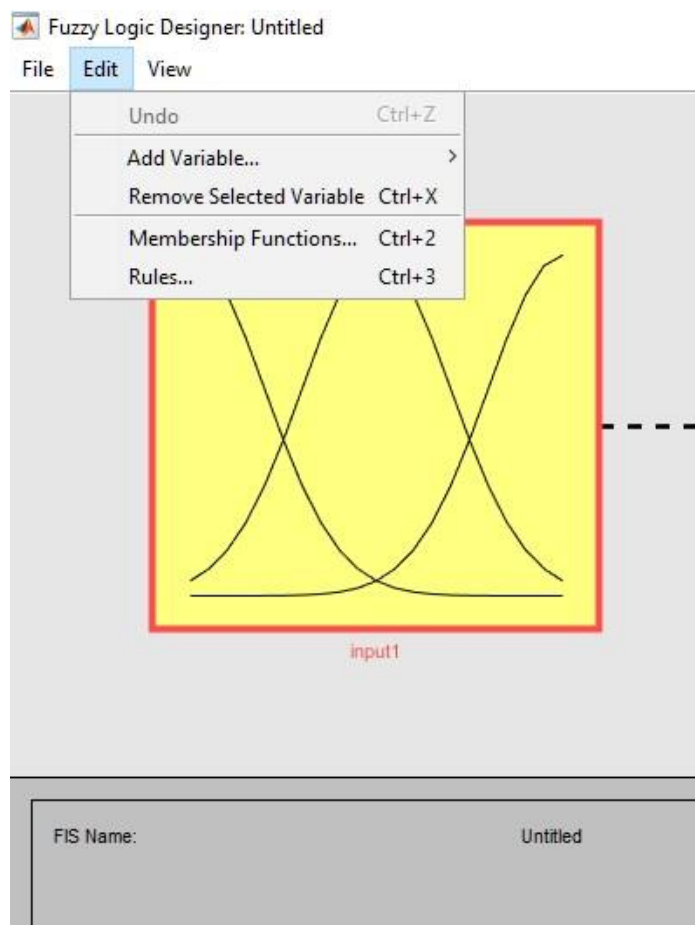 Fuzzy Logic Designer: Untitled
File Edit View
Undo Ctrl+Z
Add Variable...
Remove Selected Variable Ctrl+X
Membership Functions... Ctrl+2
Rules... Ctrl+3
input1
FIS Name: Untitled